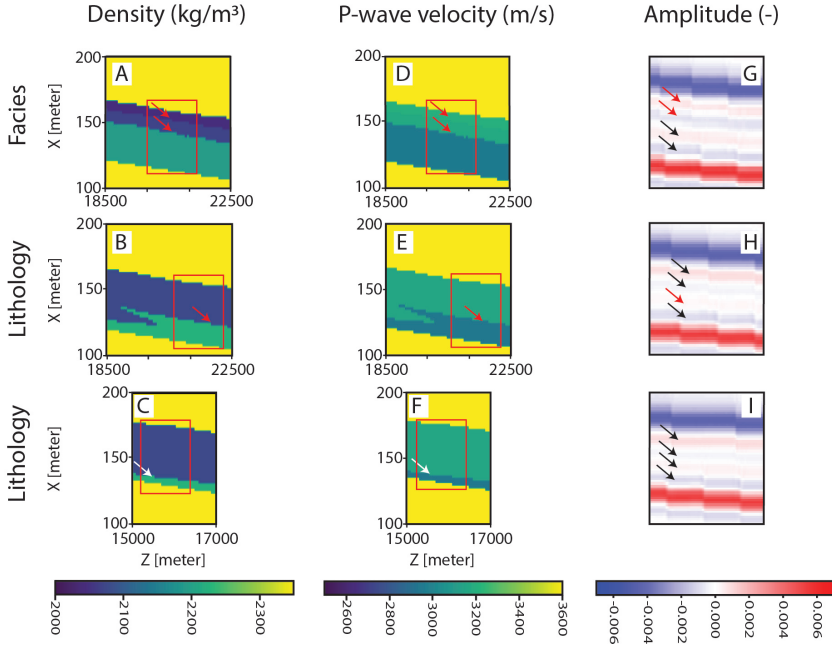 Density (kg/m³)
P-wave velocity (m/s)
Amplitude (-)
Facies
X [meter]
200
150
100
A
18500
22500
200
150
100
D
18500
22500
G
Lithology
X [meter]
200
150
100
B
18500
22500
200
150
100
E
18500
22500
H
Lithology
X [meter]
200
150
100
C
15000
17000
Z [meter]
200
150
100
F
15000
17000
Z [meter]
I
2000
2100
2200
2300
2600
2800
3000
3200
3400
3600
-0.006
-0.004
-0.002
0.000
0.002
0.004
0.006